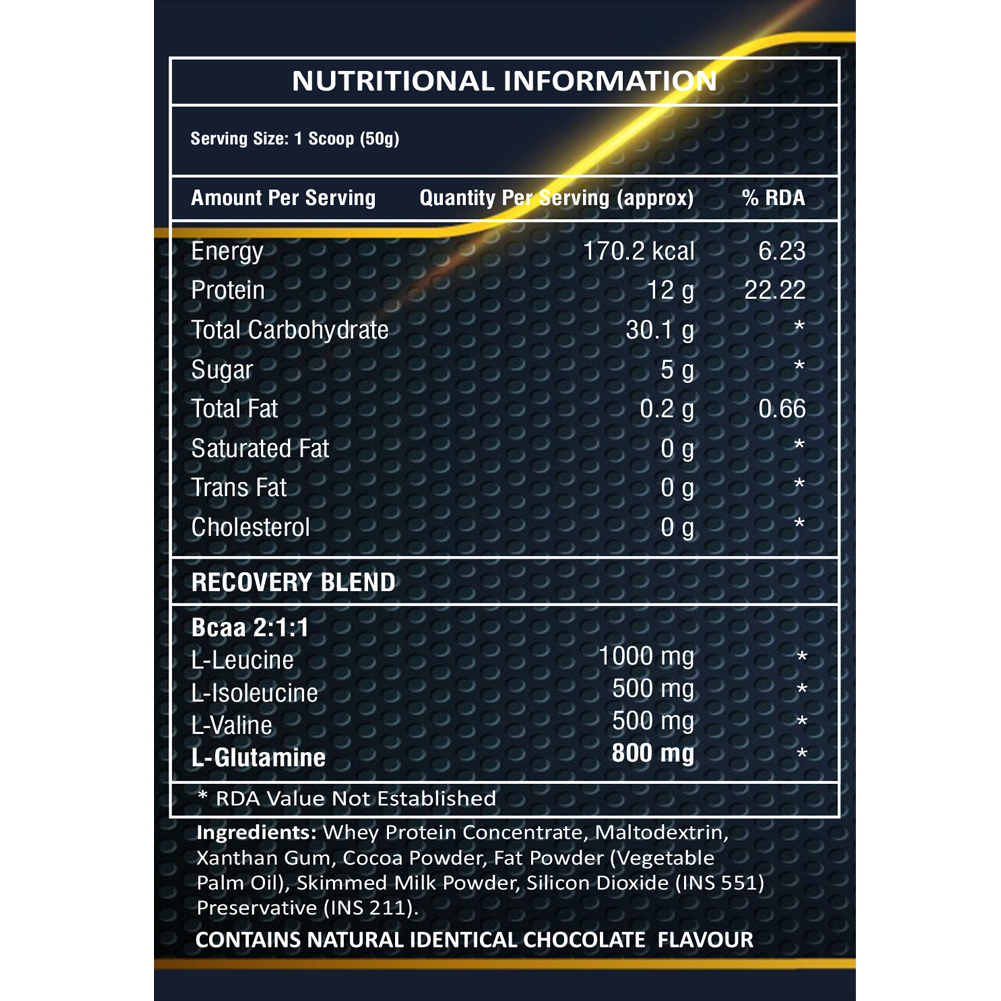 NUTRITIONAL INFORMATION
Serving Size: 1 Scoop (50g)
Amount Per Serving Quantity Per Serving (approx) % RDA
Energy 170.2 kcal 6.23
Protein 12 g 22.22
Total Carbohydrate 30.1 g *
Sugar 5 g *
Total Fat 0.2 g 0.66
Saturated Fat 0 g *
Trans Fat 0 g *
Cholesterol 0 g *
RECOVERY BLEND
Bcaa 2:1:1
L-Leucine 1000 mg *
L-Isoleucine 500 mg *
L-Valine 500 mg *
L-Glutamine 800 mg *
* RDA Value Not Established
Ingredients: Whey Protein Concentrate, Maltodextrin,
Xanthan Gum, Cocoa Powder, Fat Powder (Vegetable
Palm Oil), Skimmed Milk Powder, Silicon Dioxide (INS 551)
Preservative (INS 211).
CONTAINS NATURAL IDENTICAL CHOCOLATE FLAVOUR